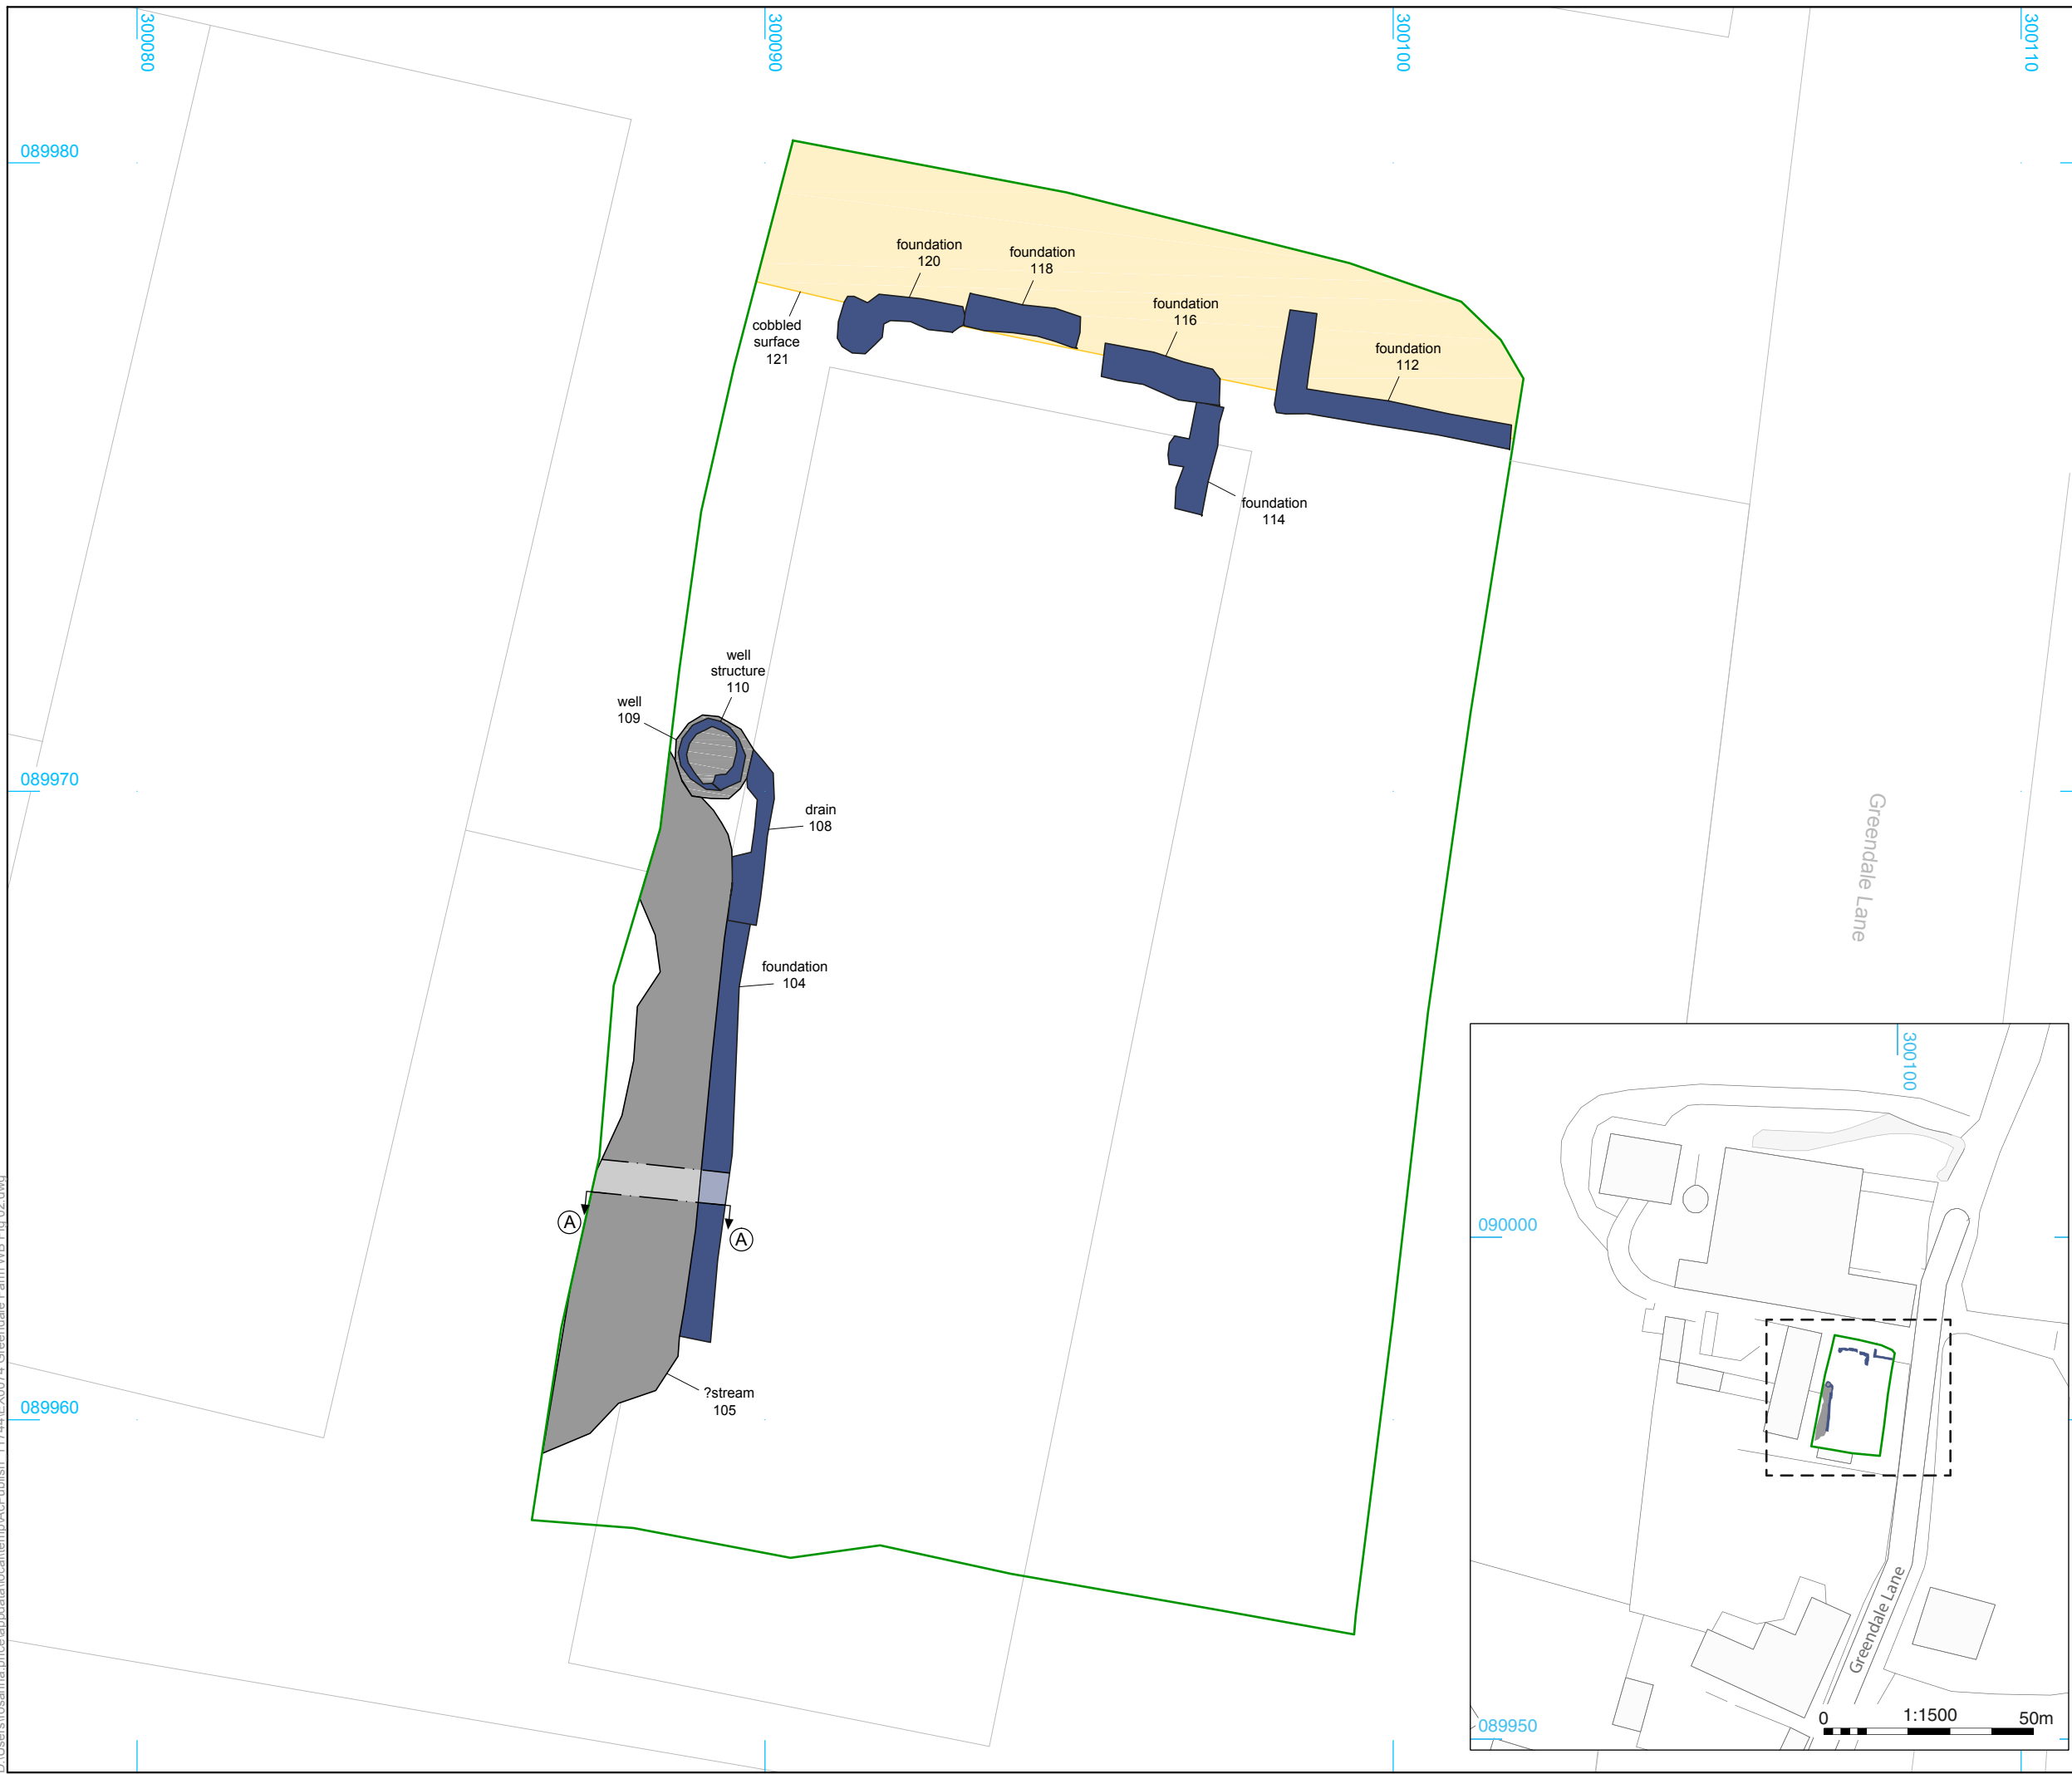 300080
300090
300100
300110
089980
foundation
120
foundation
118
foundation
116
foundation
112
cobbled
surface
121
foundation
114
well
structure
110
well
109
089970
drain
108
Greendale Lane
foundation
104
A
A
?stream
105
089960
300100
090000
Greendale Lane
089950
0
1:1500
50m